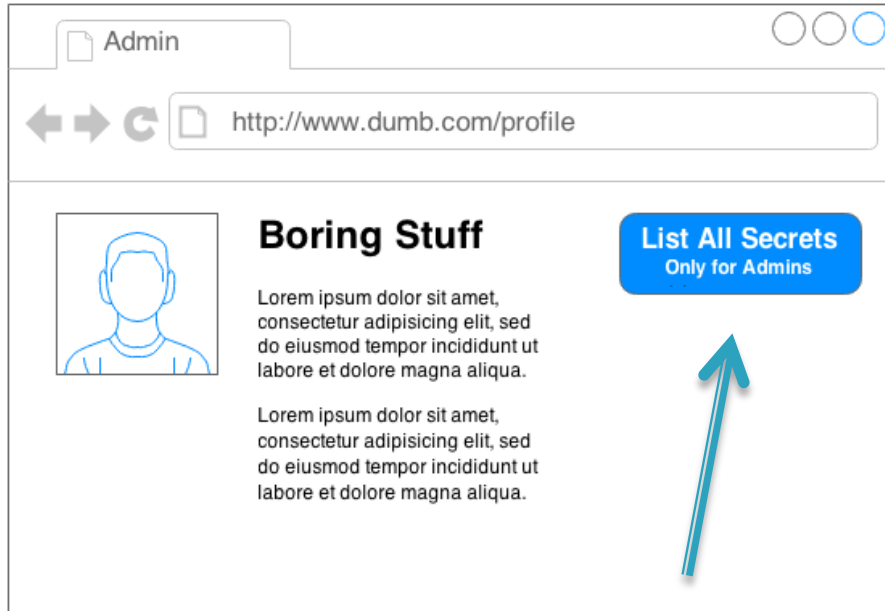 Admin
http://www.dumb.com/profile
Boring Stuff
Lorem ipsum dolor sit amet,
consectetur adipisicing elit, sed
do eiusmod tempor incididunt ut
labore et dolore magna aliqua.
Lorem ipsum dolor sit amet,
consectetur adipisicing elit, sed
do eiusmod tempor incididunt ut
labore et dolore magna aliqua.
List All Secrets
Only for Admins